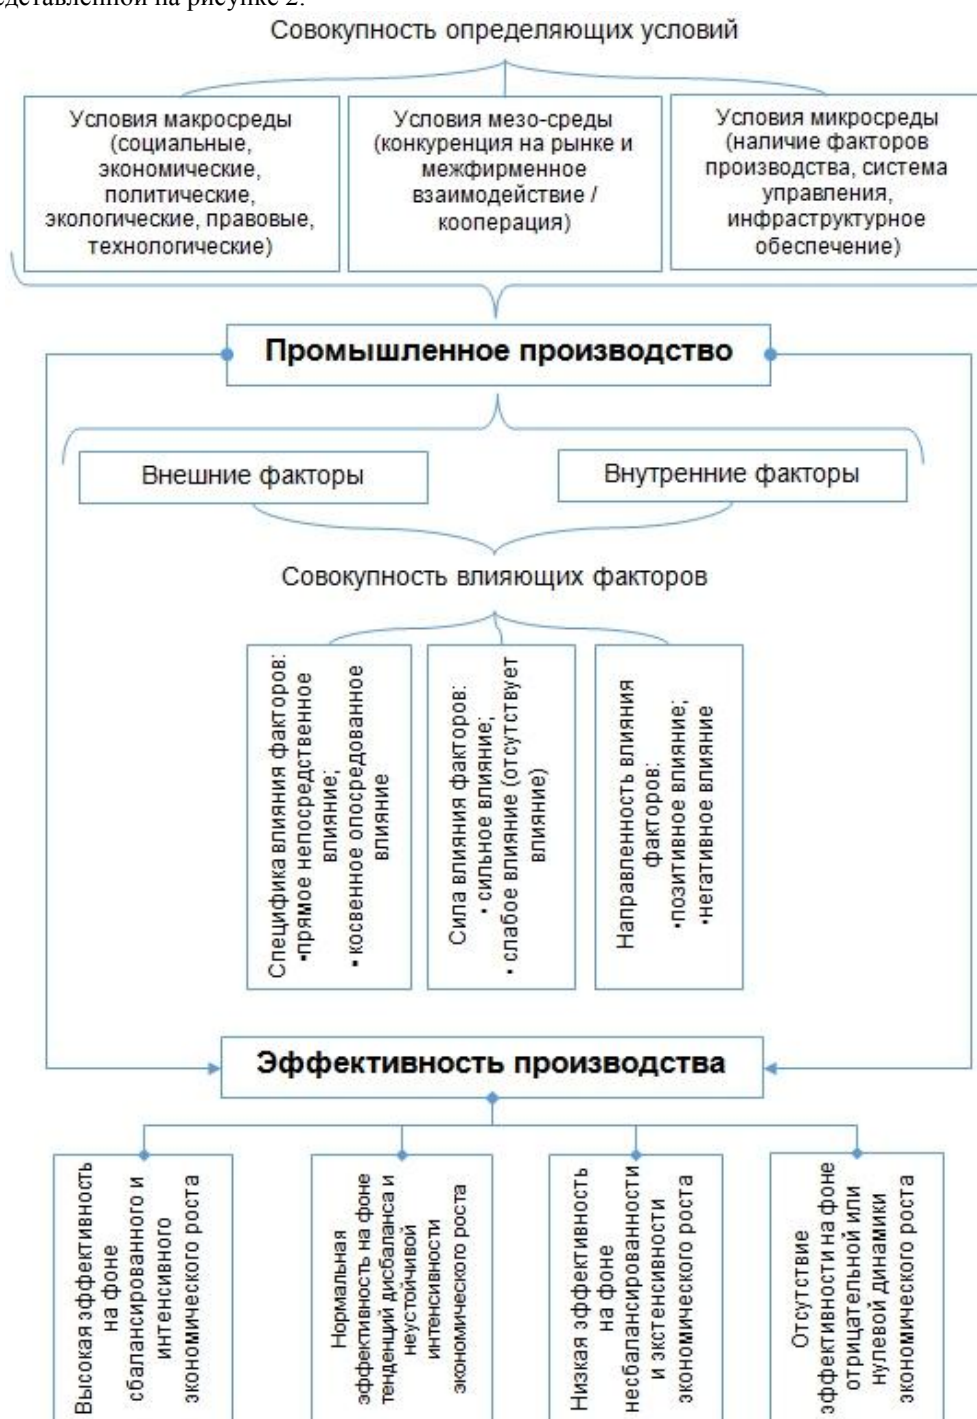 дставленной на рисунке 2.
Совокупность определяющих условий
Условия макросреды
(социальные,
экономические,
политические,
экологические, правовые,
технологические)
Условия мезо-среды
(конкуренция на рынке и
межфирменное
взаимодействие /
кооперация)
Условия микросреды
(наличие факторов
производства, система
управления,
инфраструктурное
обеспечение)
Промышленное производство
Внешние факторы
Внутренние факторы
Совокупность влияющих факторов
Специфика влияния факторов:
•прямое непосредственное
влияние;
• косвенное опосредованное
влияние
Сила влияния факторов:
• сильное влияние;
• слабое влияние (отсутствует
влияние)
Направленность влияния
факторов:
•позитивное влияние;
•негативное влияние
Эффективность производства
Высокая эффективность
на фоне
сбалансированного и
интенсивного
экономического роста
Нормальная
эффективность на фоне
тенденций дисбаланса и
неустойчивой
интенсивности
экономического роста
Низкая эффективность
на фоне
несбалансированности
и экстенсивности
экономического роста
Отсутствие
эффективности на фоне
отрицательной или
нулевой динамики
экономического роста